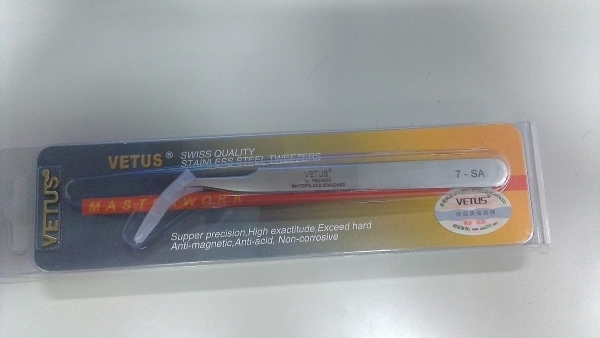 VETUS®
SWISS QUALITY
STAINLESS STEEL TWEEZERS
VETUS
VETUS®
SWITZERLAND STANDARD
7 - SA
MASTERWORK
VETUS®
Supper precision,High exactitude.Exceed hard
Anti-magnetic,Anti-acid, Non-corrosive